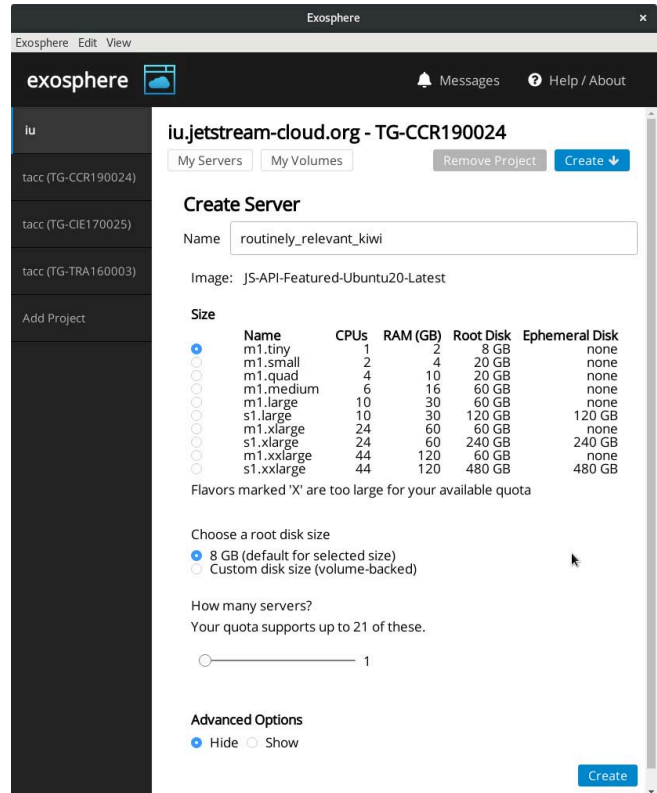 Exosphere ×
Exosphere Edit View
exosphere Messages Help / About
iu
tacc (TG-CCR190024)
tacc (TG-CIE170025)
tacc (TG-TRA160003)
Add Project
iu.jetstream-cloud.org - TG-CCR190024
My Servers My Volumes Remove Project Create
Create Server
Name routinely_relevant_kiwi
Image: JS-API-Featured-Ubuntu20-Latest
Size
Name CPUs RAM (GB) Root Disk Ephemeral Disk
m1.tiny 1 2 8 GB none
m1.small 2 4 20 GB none
m1.quad 4 10 20 GB none
m1.medium 6 16 60 GB none
m1.large 10 30 60 GB none
s1.large 10 30 120 GB 120 GB
m1.xlarge 24 60 60 GB none
s1.xlarge 24 60 240 GB 240 GB
m1.xxlarge 44 120 60 GB none
s1.xxlarge 44 120 480 GB 480 GB
Flavors marked 'X' are too large for your available quota
Choose a root disk size
8 GB (default for selected size)
Custom disk size (volume-backed)
How many servers?
Your quota supports up to 21 of these.
1
Advanced Options
Hide Show
Create